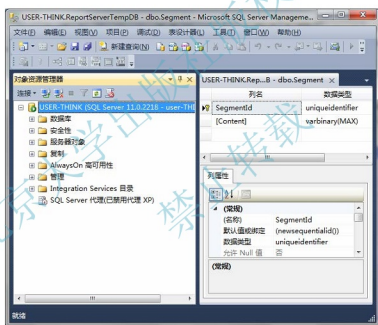 USER-THINK.ReportServerTempDB - dbo.Segment - Microsoft SQL Server Manageme...
文件(F) 编辑(E) 视图(V) 项目(P) 调试(D) 表设计器(L) 工具(T) 窗口(W) 帮助(H)
新建查询(N)
对象资源管理器
连接
USER-THINK (SQL Server 11.0.2218 - user-THI
数据库
安全性
服务器对象
复制
AlwaysOn 高可用性
管理
Integration Services 目录
SQL Server 代理(已禁用代理 XP)
USER-THINK.Rep...B - dbo.Segment
列名 数据类型
SegmentId uniqueidentifier
[Content] varbinary(MAX)
列属性
(常规)
(名称) SegmentId
默认值或绑定 (newsequentialid())
数据类型 uniqueidentifier
允许 Null 值 否
(常规)
就绪
禁止转载